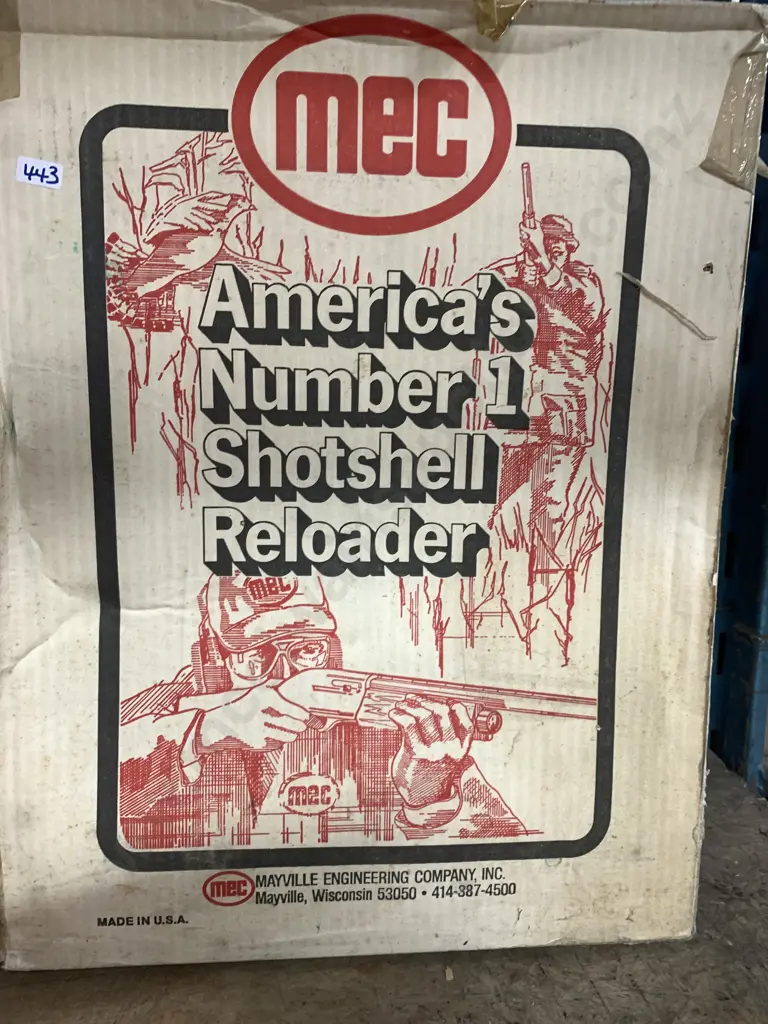 mec
443
America's
Number 1
Shotshell
Reloader
mec
mec
mec MAYVILLE ENGINEERING COMPANY, INC.
Mayville, Wisconsin 53050 • 414-387-4500
MADE IN U.S.A.